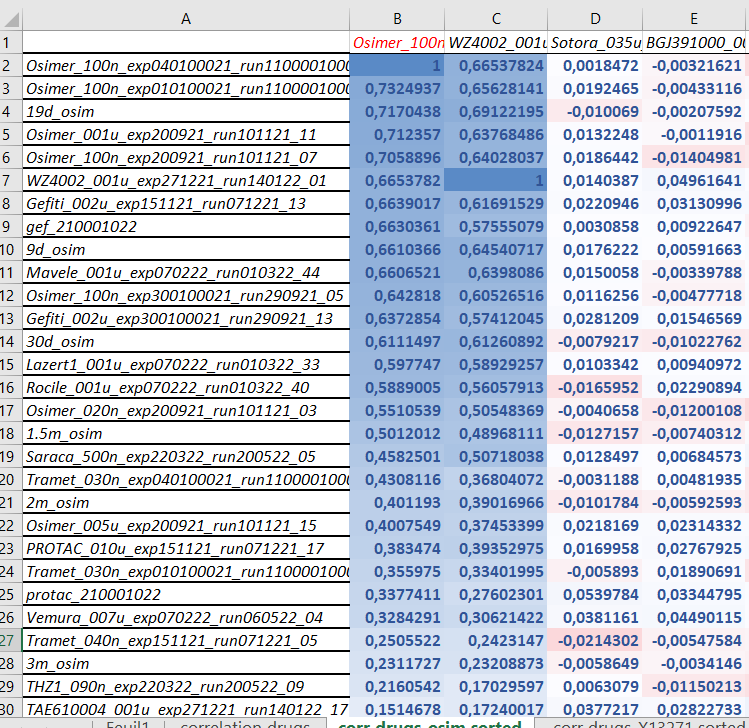 A B C D E
1 Osimer_100n WZ4002_001u Sotora_035u BGJ391000_00
2 Osimer_100n_exp040100021_run1100001000 1 0,66537824 0,0018472 -0,00321621
3 Osimer_100n_exp010100021_run1100001000 0,7324937 0,65628141 0,0192465 -0,00433116
4 19d_osim 0,7170438 0,69122195 -0,010069 -0,00207592
5 Osimer_001u_exp200921_run101121_11 0,712357 0,63768486 0,0132248 -0,0011916
6 Osimer_100n_exp200921_run101121_07 0,7058896 0,64028037 0,0186442 -0,01404981
7 WZ4002_001u_exp271221_run140122_01 0,6653782 1 0,0140387 0,04961641
8 Gefiti_002u_exp151121_run071221_13 0,6639017 0,61691529 0,0220946 0,03130996
9 gef_210001022 0,6630361 0,57555079 0,0030858 0,00922647
10 9d_osim 0,6610366 0,64540717 0,0176222 0,00591663
11 Mavele_001u_exp070222_run010322_44 0,6606521 0,6398086 0,0150058 -0,00339788
12 Osimer_100n_exp300100021_run290921_05 0,642818 0,60526516 0,0116256 -0,00477718
13 Gefiti_002u_exp300100021_run290921_13 0,6372854 0,57412045 0,0281209 0,01546569
14 30d_osim 0,6111497 0,61260892 -0,0079217 -0,01022762
15 Lazert1_001u_exp070222_run010322_33 0,597747 0,58929257 0,0103342 0,00940972
16 Rocile_001u_exp070222_run010322_40 0,5889005 0,56057913 -0,0165952 0,02290894
17 Osimer_020n_exp200921_run101121_03 0,5510539 0,50548369 -0,0040658 -0,01200108
18 1.5m_osim 0,5012012 0,48968111 -0,0127157 -0,00740312
19 Saraca_500n_exp220322_run200522_05 0,4582501 0,50718038 0,0128497 0,00684573
20 Tramet_030n_exp040100021_run1100001000 0,4308116 0,36804072 -0,0031188 0,00481935
21 2m_osim 0,401193 0,39016966 -0,0101784 -0,00592593
22 Osimer_005u_exp200921_run101121_15 0,4007549 0,37453399 0,0218169 0,02314332
23 PROTAC_010u_exp151121_run071221_17 0,383474 0,39352975 0,0169958 0,02767925
24 Tramet_030n_exp010100021_run1100001000 0,355975 0,33401995 -0,005893 0,01890691
25 protac_210001022 0,3377411 0,27602301 0,0539784 0,03344795
26 Vemura_007u_exp070222_run060522_04 0,3284291 0,30621422 0,0381161 0,04490115
27 Tramet_040n_exp151121_run071221_05 0,2505522 0,2423147 -0,0214302 -0,00547584
28 3m_osim 0,2311727 0,23208873 -0,0058649 -0,0034146
29 THZ1_090n_exp220322_run200522_09 0,2160542 0,17029597 0,0063079 -0,01150213
30 TAE610004_001u_exp271221_run140122_17 0,1514678 0,17240017 0,0377217 0,02822733
Feuil1 correlation_drugs corr_drugs_osim sorted corr_drugs_X13271 sorted